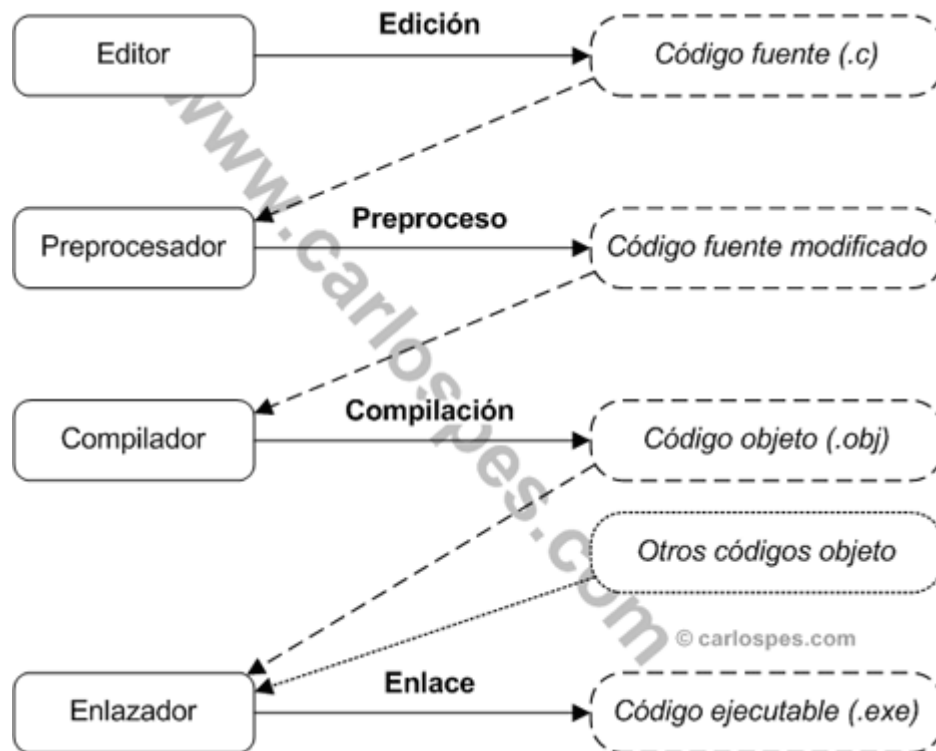 Edición
Editor
Código fuente (.c)
www.carlospes.com
Preproceso
Preprocesador
Código fuente modificado
Compilación
Compilador
Código objeto (.obj)
Otros códigos objeto
© carlospes.com
Enlace
Enlazador
Código ejecutable (.exe)